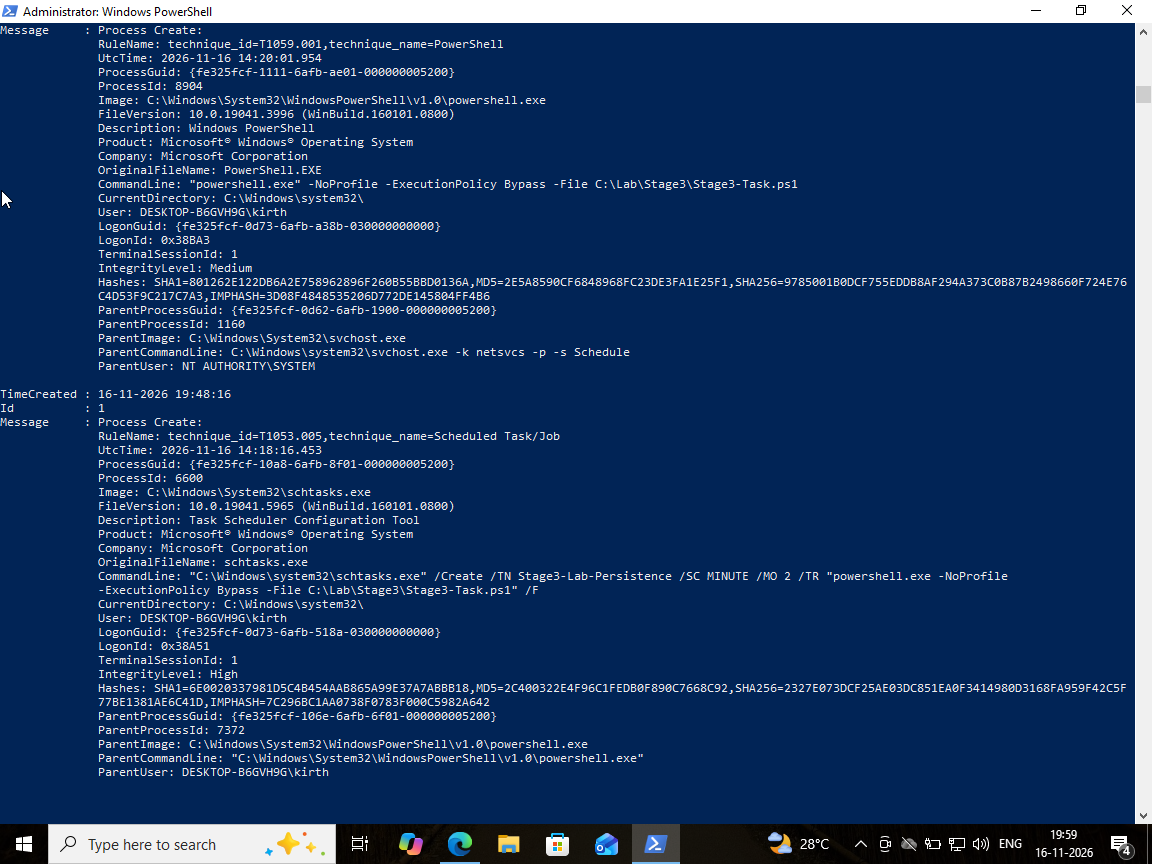 Administrator: Windows PowerShell
Message     : Process Create:
RuleName: technique_id=T1059.001,technique_name=PowerShell
UtcTime: 2026-11-16 14:20:01.954
ProcessGuid: {fe325fcf-1111-6afb-ae01-000000005200}
ProcessId: 8904
Image: C:\Windows\System32\WindowsPowerShell\v1.0\powershell.exe
FileVersion: 10.0.19041.3996 (WinBuild.160101.0800)
Description: Windows PowerShell
Product: Microsoft® Windows® Operating System
Company: Microsoft Corporation
OriginalFileName: PowerShell.EXE
CommandLine: "powershell.exe" -NoProfile -ExecutionPolicy Bypass -File C:\Lab\Stage3\Stage3-Task.ps1
CurrentDirectory: C:\Windows\system32\
User: DESKTOP-B6GVH9G\kirth
LogonGuid: {fe325fcf-0d73-6afb-a38b-030000000000}
LogonId: 0x38BA3
TerminalSessionId: 1
IntegrityLevel: Medium
Hashes: SHA1=801262E122DB6A2E758962896F260B55BBD0136A,MD5=2E5A8590CF6848968FC23DE3FA1E25F1,SHA256=9785001B0DCF755EDDB8AF294A373C0B87B2498660F724E76
C4D53F9C217C7A3,IMPHASH=3D08F4848535206D772DE145804FF4B6
ParentProcessGuid: {fe325fcf-0d62-6afb-1900-000000005200}
ParentProcessId: 1160
ParentImage: C:\Windows\System32\svchost.exe
ParentCommandLine: C:\Windows\system32\svchost.exe -k netsvcs -p -s Schedule
ParentUser: NT AUTHORITY\SYSTEM
TimeCreated : 16-11-2026 19:48:16
Id          : 1
Message     : Process Create:
RuleName: technique_id=T1053.005,technique_name=Scheduled Task/Job
UtcTime: 2026-11-16 14:18:16.453
ProcessGuid: {fe325fcf-10a8-6afb-8f01-000000005200}
ProcessId: 6600
Image: C:\Windows\System32\schtasks.exe
FileVersion: 10.0.19041.5965 (WinBuild.160101.0800)
Description: Task Scheduler Configuration Tool
Product: Microsoft® Windows® Operating System
Company: Microsoft Corporation
OriginalFileName: schtasks.exe
CommandLine: "C:\Windows\system32\schtasks.exe" /Create /TN Stage3-Lab-Persistence /SC MINUTE /MO 2 /TR "powershell.exe -NoProfile
-ExecutionPolicy Bypass -File C:\Lab\Stage3\Stage3-Task.ps1" /F
CurrentDirectory: C:\Windows\system32\
User: DESKTOP-B6GVH9G\kirth
LogonGuid: {fe325fcf-0d73-6afb-518a-030000000000}
LogonId: 0x38A51
TerminalSessionId: 1
IntegrityLevel: High
Hashes: SHA1=6E0020337981D5C4B454AAB865A99E37A7ABBB18,MD5=2C400322E4F96C1FEDB0F890C7668C92,SHA256=2327E073DCF25AE03DC851EA0F3414980D3168FA959F42C5F
77BE1381AE6C41D,IMPHASH=7C296BC1AA0738F0783F000C5982A642
ParentProcessGuid: {fe325fcf-106e-6afb-6f01-000000005200}
ParentProcessId: 7372
ParentImage: C:\Windows\System32\WindowsPowerShell\v1.0\powershell.exe
ParentCommandLine: "C:\Windows\System32\WindowsPowerShell\v1.0\powershell.exe"
ParentUser: DESKTOP-B6GVH9G\kirth
Type here to search
28°C
ENG
19:59
16-11-2026
4